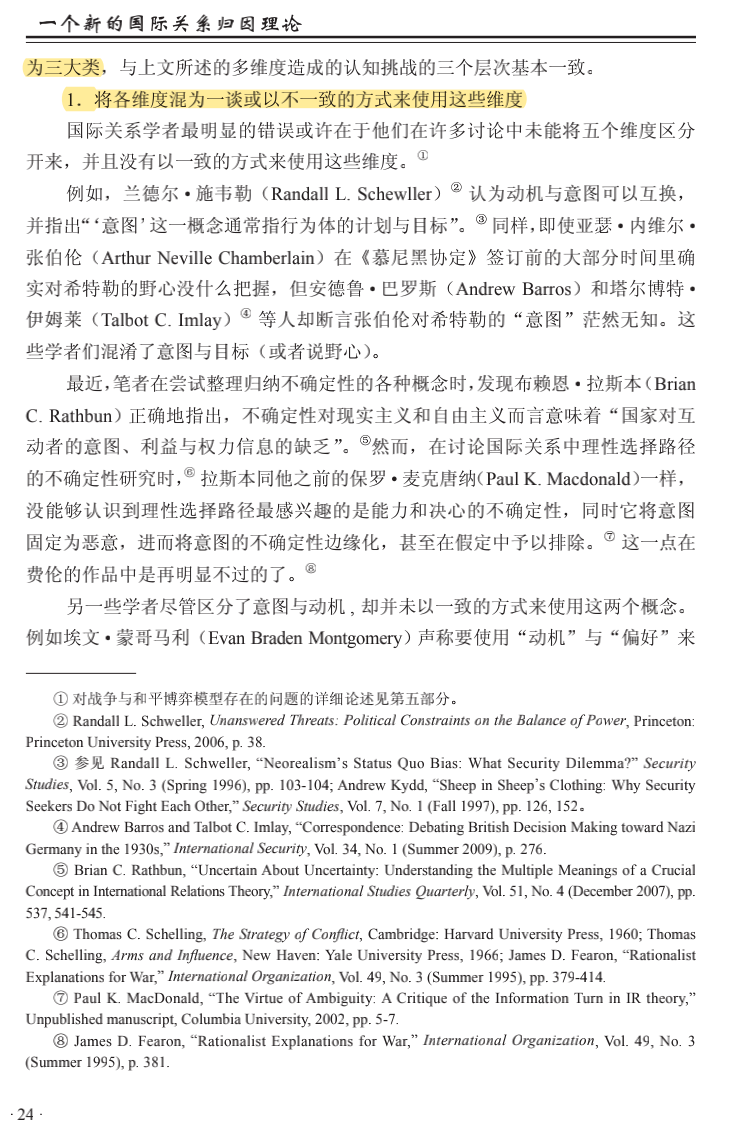 一个新的国际关系归因理论
为三大类，与上文所述的多维度造成的认知挑战的三个层次基本一致。
1．将各维度混为一谈或以不一致的方式来使用这些维度
国际关系学者最明显的错误或许在于他们在许多讨论中未能将五个维度区分
开来，并且没有以一致的方式来使用这些维度。①
例如，兰德尔·施韦勒（Randall L. Schewller）② 认为动机与意图可以互换，
并指出“‘意图’这一概念通常指行为体的计划与目标”。③ 同样，即使亚瑟·内维尔·
张伯伦（Arthur Neville Chamberlain）在《慕尼黑协定》签订前的大部分时间里确
实对希特勒的野心没什么把握，但安德鲁·巴罗斯（Andrew Barros）和塔尔博特·
伊姆莱（Talbot C. Imlay）④ 等人却断言张伯伦对希特勒的“意图”茫然无知。这
些学者们混淆了意图与目标（或者说野心）。
最近，笔者在尝试整理归纳不确定性的各种概念时，发现布赖恩·拉斯本（Brian
C. Rathbun）正确地指出，不确定性对现实主义和自由主义而言意味着“国家对互
动者的意图、利益与权力信息的缺乏”。⑤然而，在讨论国际关系中理性选择路径
的不确定性研究时，⑥ 拉斯本同他之前的保罗·麦克唐纳（Paul K. Macdonald）一样，
没能够认识到理性选择路径最感兴趣的是能力和决心的不确定性，同时它将意图
固定为恶意，进而将意图的不确定性边缘化，甚至在假定中予以排除。⑦ 这一点在
费伦的作品中是再明显不过的了。⑧
另一些学者尽管区分了意图与动机，却并未以一致的方式来使用这两个概念。
例如埃文·蒙哥马利（Evan Braden Montgomery）声称要使用“动机”与“偏好”来
① 对战争与和平博弈模型存在的问题的详细论述见第五部分。
② Randall L. Schweller, Unanswered Threats: Political Constraints on the Balance of Power, Princeton:
Princeton University Press, 2006, p. 38.
③ 参见 Randall L. Schweller, “Neorealism’s Status Quo Bias: What Security Dilemma?” Security
Studies, Vol. 5, No. 3 (Spring 1996), pp. 103-104; Andrew Kydd, “Sheep in Sheep’s Clothing: Why Security
Seekers Do Not Fight Each Other,” Security Studies, Vol. 7, No. 1 (Fall 1997), pp. 126, 152。
④ Andrew Barros and Talbot C. Imlay, “Correspondence: Debating British Decision Making toward Nazi
Germany in the 1930s,” International Security, Vol. 34, No. 1 (Summer 2009), p. 276.
⑤ Brian C. Rathbun, “Uncertain About Uncertainty: Understanding the Multiple Meanings of a Crucial
Concept in International Relations Theory,” International Studies Quarterly, Vol. 51, No. 4 (December 2007), pp.
537, 541-545.
⑥ Thomas C. Schelling, The Strategy of Conflict, Cambridge: Harvard University Press, 1960; Thomas
C. Schelling, Arms and Influence, New Haven: Yale University Press, 1966; James D. Fearon, “Rationalist
Explanations for War,” International Organization, Vol. 49, No. 3 (Summer 1995), pp. 379-414.
⑦ Paul K. MacDonald, “The Virtue of Ambiguity: A Critique of the Information Turn in IR theory,”
Unpublished manuscript, Columbia University, 2002, pp. 5-7.
⑧ James D. Fearon, “Rationalist Explanations for War,” International Organization, Vol. 49, No. 3
(Summer 1995), p. 381.
· 24 ·